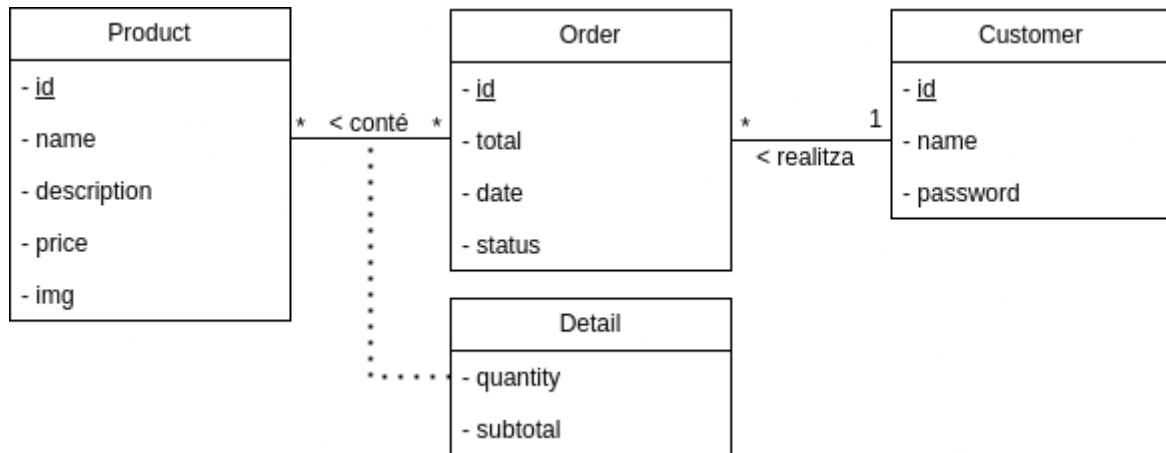 Product
- id
- name
- description
- price
- img
* < conté *
Order
- id
- total
- date
- status
* 1
< realitza
Customer
- id
- name
- password
Detail
- quantity
- subtotal